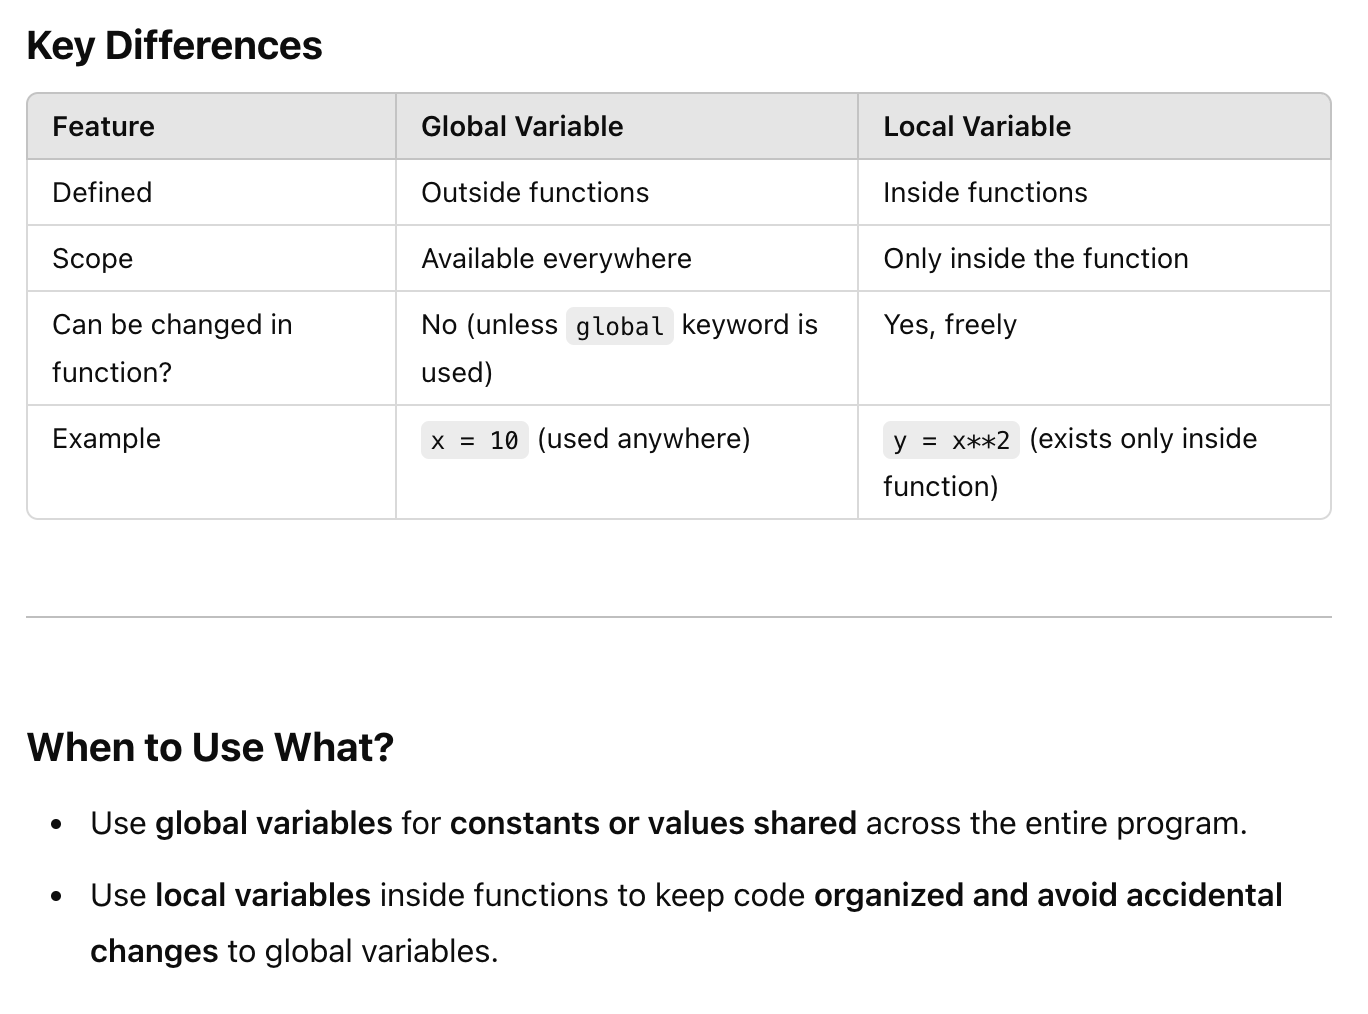 Key Differences
Feature Global Variable Local Variable
Defined Outside functions Inside functions
Scope Available everywhere Only inside the function
Can be changed in No (unless global keyword is Yes, freely
function? used)
Example x = 10 (used anywhere) y = x**2 (exists only inside
function)
When to Use What?
• Use global variables for constants or values shared across the entire program.
• Use local variables inside functions to keep code organized and avoid accidental
changes to global variables.